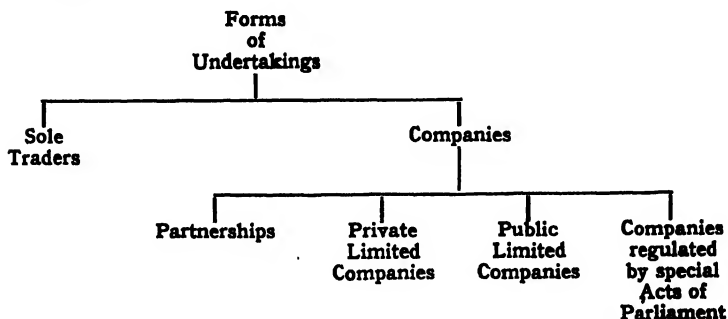 Forms
of
Undertakings
Sole
Traders
Companies
Partnerships
Private
Limited
Companies
Public
Limited
Companies
Companies
regulated
by special
Acts of
Parliament